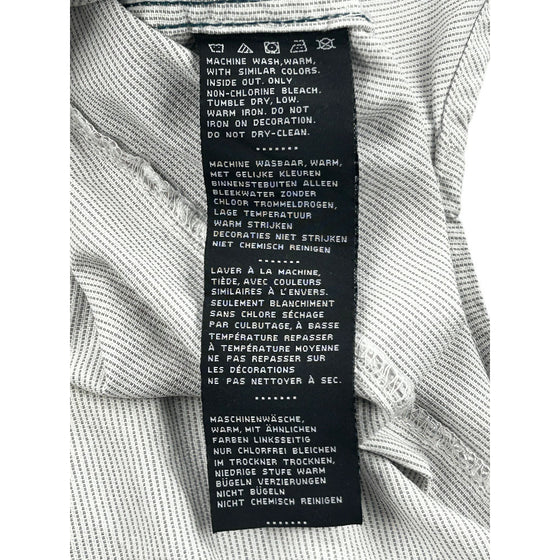 MACHINE WASH, WARM,
WITH SIMILAR COLORS.
INSIDE OUT. ONLY
NON-CHLORINE BLEACH.
TUMBLE DRY, LOW.
WARM IRON. DO NOT
IRON ON DECORATION.
DO NOT DRY-CLEAN.
MACHINE WASBAAR, WARM,
MET GELIJKE KLEUREN
BINNENSTEBUITEN ALLEEN
BLEEKWATER ZONDER
CHLOOR TROMMELDROGEN,
LAGE TEMPERATUUR
WARM STRIJKEN
DECORATIES NIET STRIJKEN
NIET CHEMISCH REINIGEN
LAVER À LA MACHINE,
TIÈDE, AVEC COULEURS
SIMILAIRES À L'ENVERS.
SEULEMENT BLANCHIMENT
SANS CHLORE SÉCHAGE
PAR CULBUTAGE, À BASSE
TEMPÉRATURE REPASSER
À TEMPÉRATURE MOYENNE
NE PAS REPASSER SUR
LES DÉCORATIONS
NE PAS NETTOYER À SEC.
MASCHINENWÄSCHE,
WARM, MIT ÄHNLICHEN
FARBEN LINKSSEITIG
NUR CHLORFREI BLEICHEN
IM TROCKNER TROCKNEN,
NIEDRIGE STUFE WARM
BÜGELN VERZIERUNGEN
NICHT BÜGELN
NICHT CHEMISCH REINIGEN